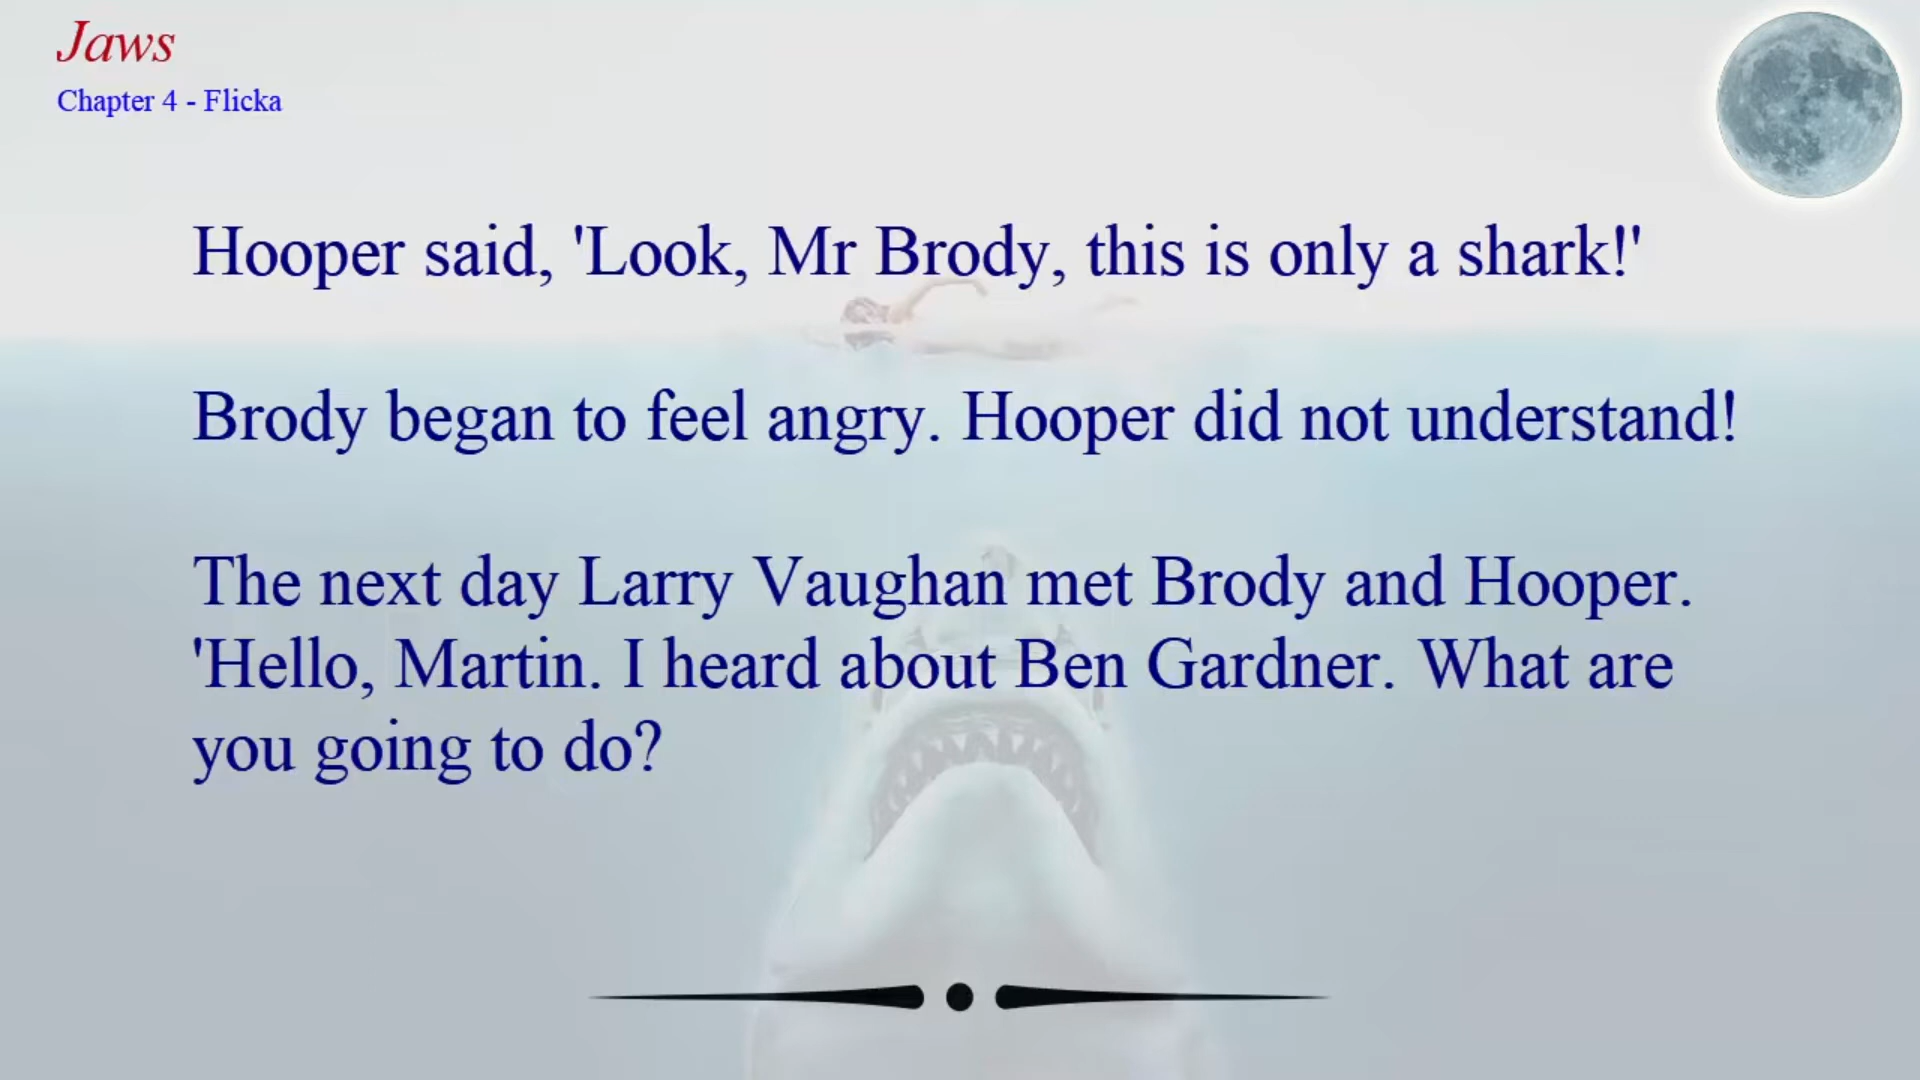 Jaws
Chapter 4 - Flicka
Hooper said, 'Look, Mr Brody, this is only a shark!'
Brody began to feel angry. Hooper did not understand!
The next day Larry Vaughan met Brody and Hooper.
'Hello, Martin. I heard about Ben Gardner. What are
you going to do?